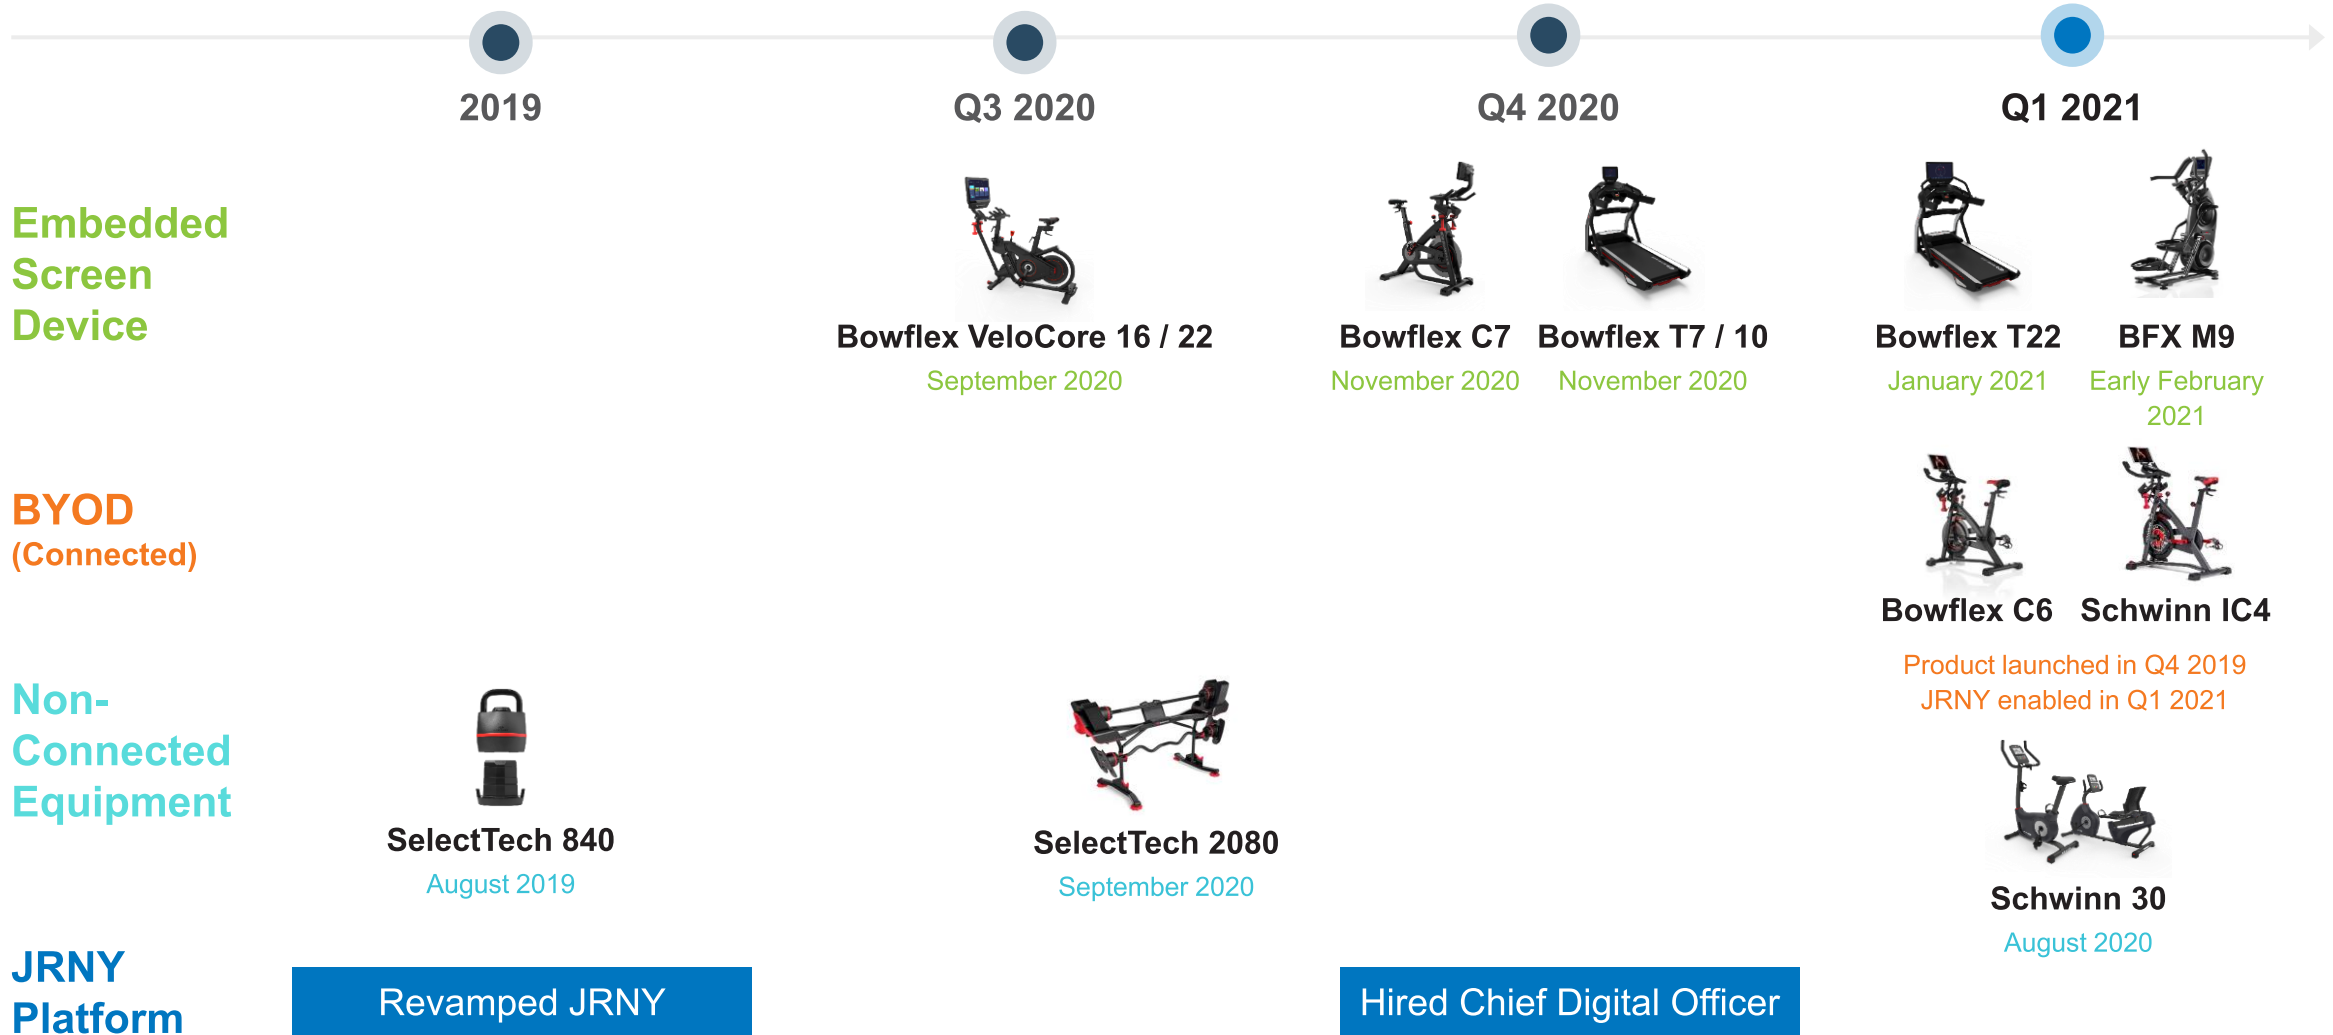 2019
Q3 2020
Q4 2020
Q1 2021
Embedded
Screen
Device
Bowflex VeloCore 16 / 22
September 2020
Bowflex C7
November 2020
Bowflex T7 / 10
November 2020
Bowflex T22
January 2021
BFX M9
Early February
2021
BYOD
(Connected)
Bowflex C6
Schwinn IC4
Product launched in Q4 2019
JRNY enabled in Q1 2021
Non-
Connected
Equipment
SelectTech 840
August 2019
SelectTech 2080
September 2020
Schwinn 30
August 2020
JRNY
Platform
Revamped JRNY
Hired Chief Digital Officer